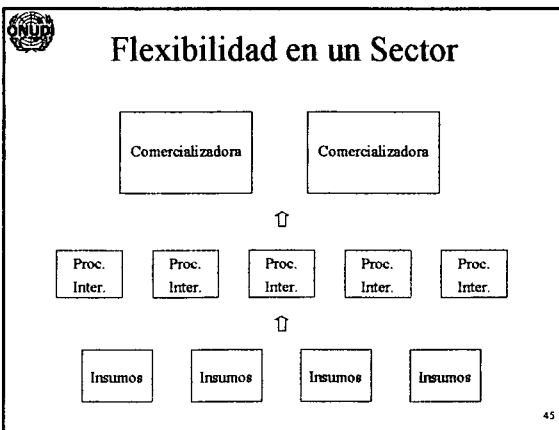 ONUDI
Flexibilidad en un Sector
Comercializadora Comercializadora
Proc. Proc. Proc. Proc. Proc.
Inter. Inter. Inter. Inter. Inter.
Insumos Insumos Insumos Insumos
45